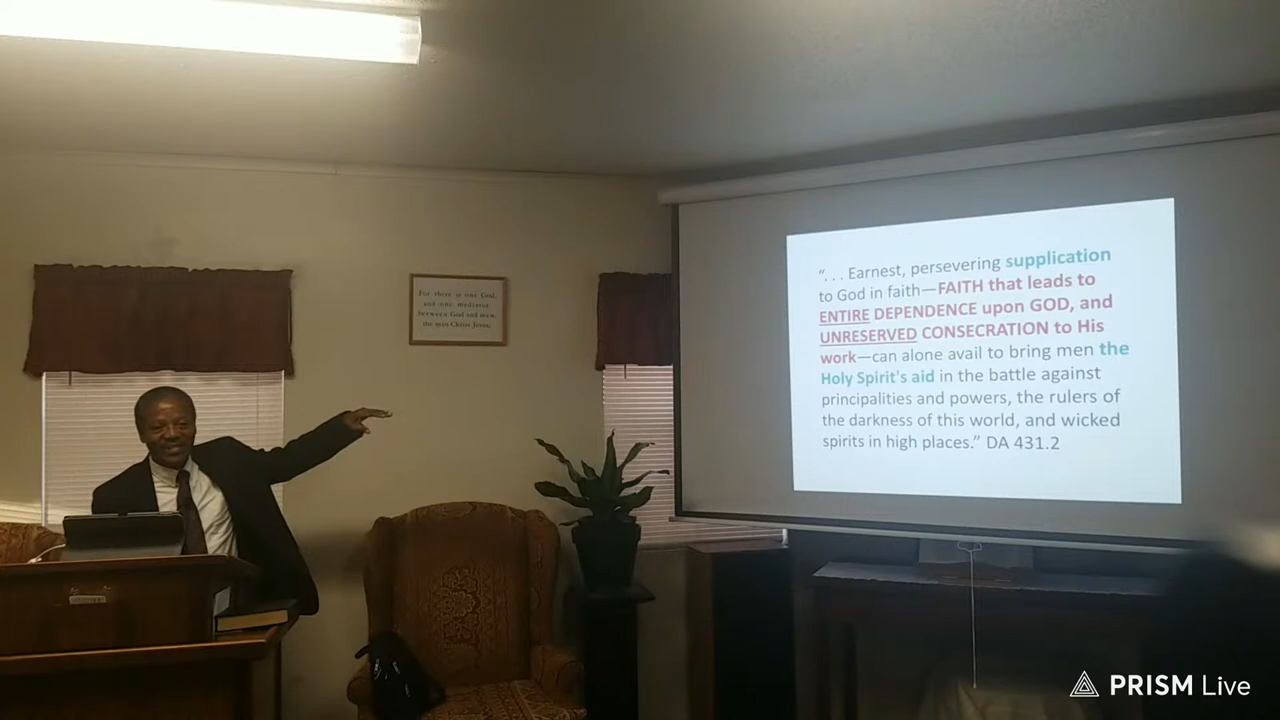 For there is one God,
and one mediator
between God and men,
the man Christ Jesus;
“. . . Earnest, persevering supplication
to God in faith—FAITH that leads to
ENTIRE DEPENDENCE upon GOD, and
UNRESERVED CONSECRATION to His
work—can alone avail to bring men the
Holy Spirit's aid in the battle against
principalities and powers, the rulers of
the darkness of this world, and wicked
spirits in high places.” DA 431.2
PRISM Live